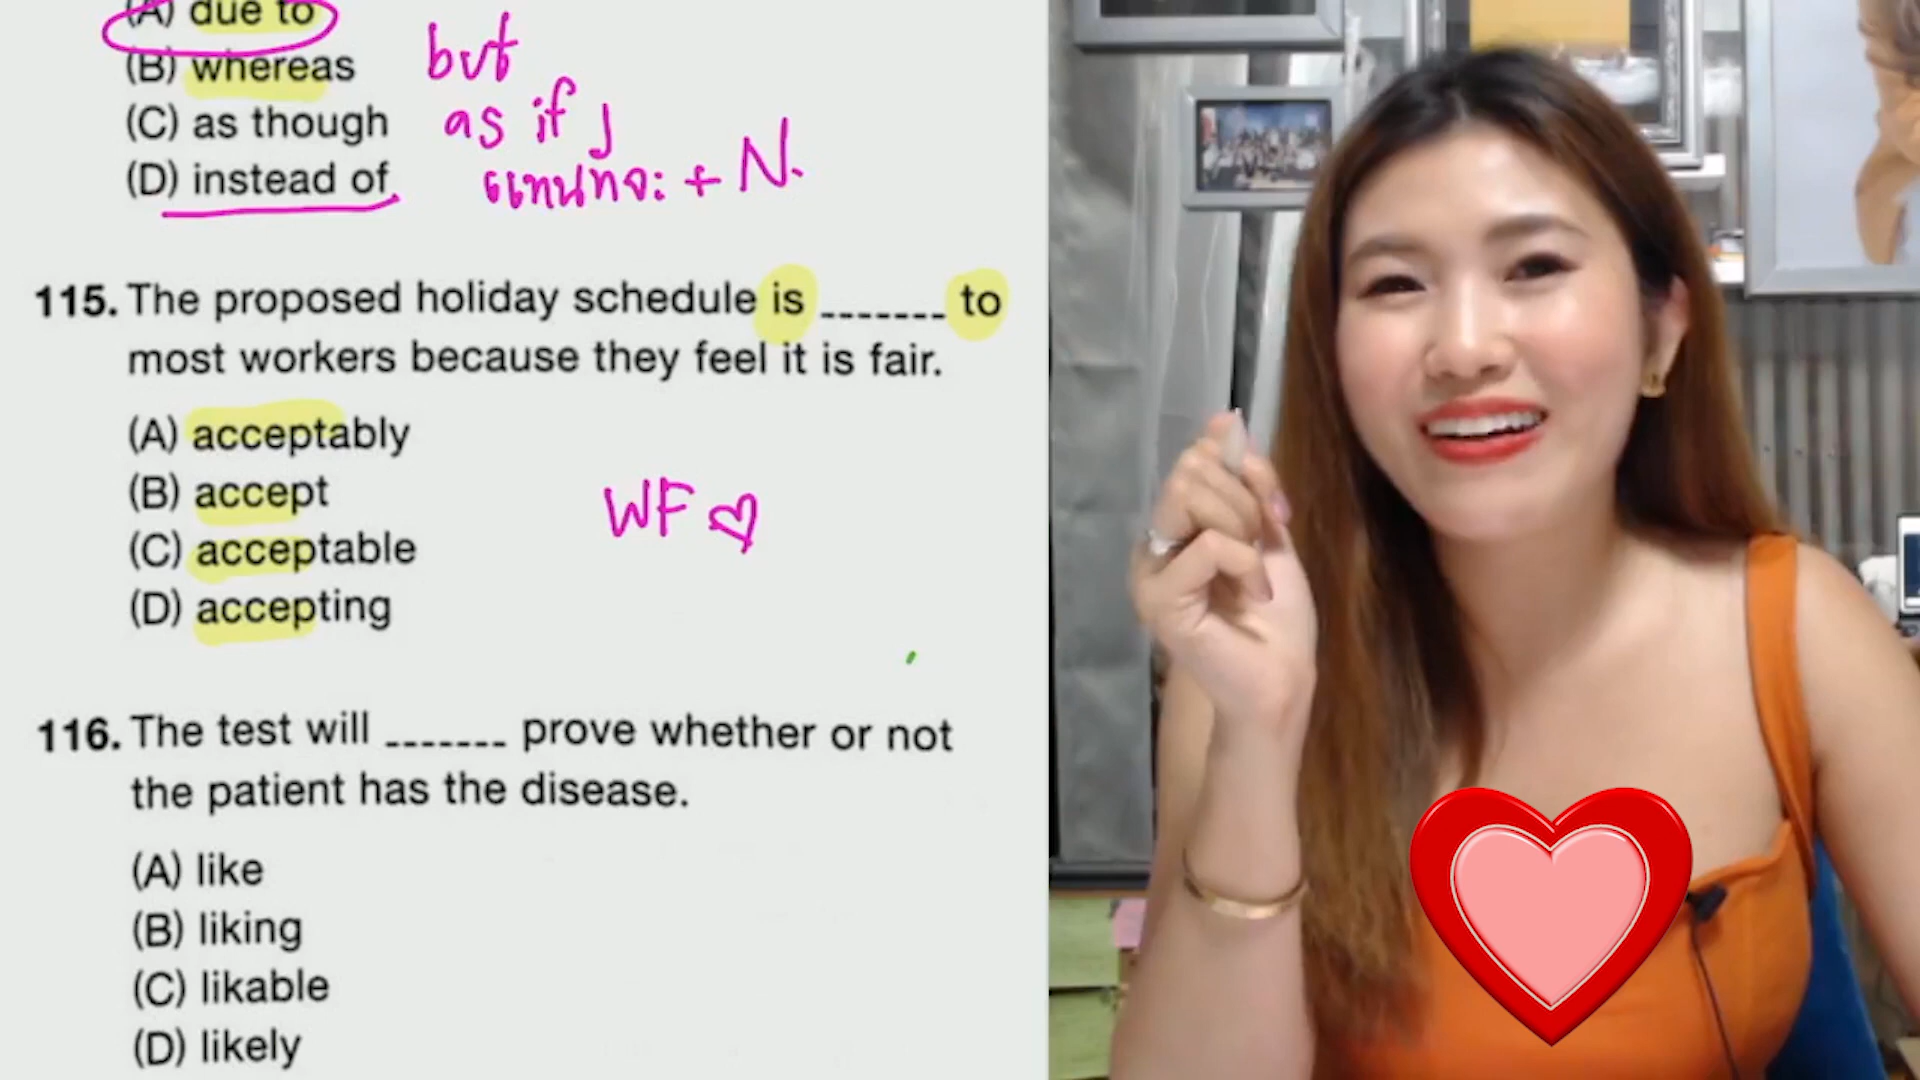 (A) due to
(B) whereas but
(C) as though as if
(D) instead of แทนที่จะ + N.
115. The proposed holiday schedule is _______ to
most workers because they feel it is fair.
(A) acceptably
(B) accept
(C) acceptable
(D) accepting
WF
116. The test will _______ prove whether or not
the patient has the disease.
(A) like
(B) liking
(C) likable
(D) likely